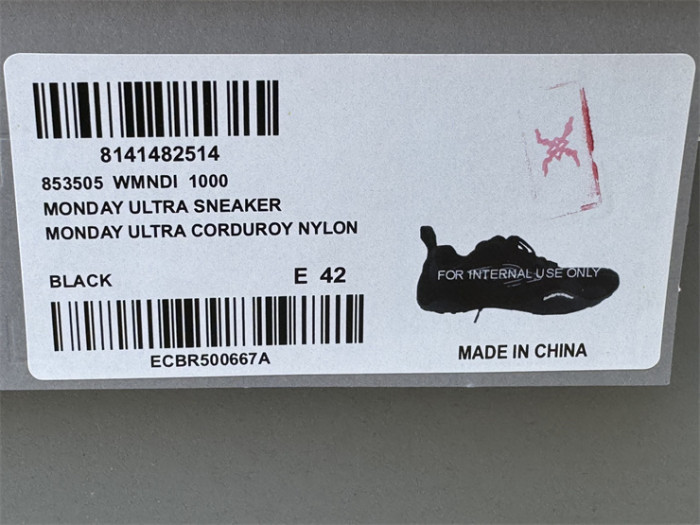 8141482514
853505 WMNDI 1000
MONDAY ULTRA SNEAKER
MONDAY ULTRA CORDUROY NYLON
BLACK E 42
ECBR500667A
FOR INTERNAL USE ONLY
MADE IN CHINA